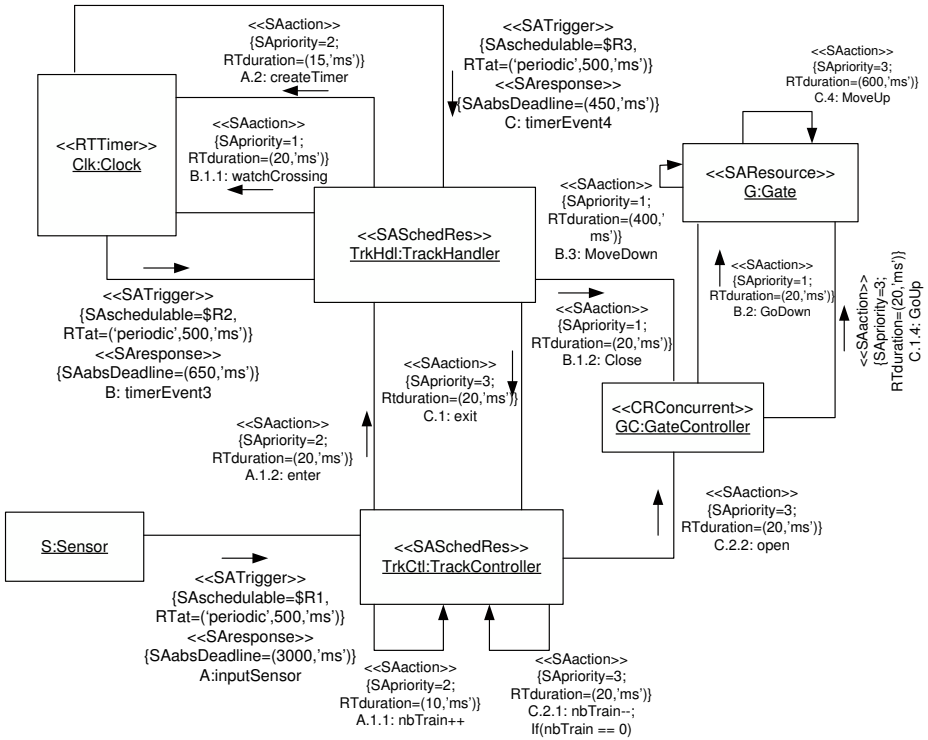 <<SAaction>>
{SApriority=2;
RTduration=(15,'ms')}
A.2: createTimer
<<SATrigger>>
{SAschedulable=$R3,
RTat=('periodic',500,'ms')}
<<SAresponse>>
{SAabsDeadline=(450,'ms')}
C: timerEvent4
<<SAaction>>
{SApriority=3;
RTduration=(600,'ms')}
C.4: MoveUp
<<RTTimer>>
Clk:Clock
<<SAaction>>
{SApriority=1;
RTduration=(20,'ms')}
B.1.1: watchCrossing
<<SAResource>>
G:Gate
<<SAaction>>
{SApriority=1;
RTduration=(400,'
ms')}
B.3: MoveDown
<<SASchedRes>>
TrkHdl:TrackHandler
<<SAaction>>
{SApriority=1;
RTduration=(20,'ms')}
B.2: GoDown
<<SAaction>>
{SApriority=3;
RTduration=(20,'ms')}
C.1.4: GoUp
<<SATrigger>>
{SAschedulable=$R2,
RTat=('periodic',500,'ms')}
<<SAresponse>>
{SAabsDeadline=(650,'ms')}
B: timerEvent3
<<SAaction>>
{SApriority=1;
RTduration=(20,'ms')}
B.1.2: Close
<<SAaction>>
{SApriority=3;
Rtduration=(20,'ms')}
C.1: exit
<<CRConcurrent>>
GC:GateController
<<SAaction>>
{SApriority=2;
RTduration=(20,'ms')}
A.1.2: enter
<<SAaction>>
{SApriority=3;
RTduration=(20,'ms')}
C.2.2: open
S:Sensor
<<SASchedRes>>
TrkCtl:TrackController
<<SATrigger>>
{SAschedulable=$R1,
RTat=('periodic',500,'ms')}
<<SAresponse>>
{SAabsDeadline=(3000,'ms')}
A:inputSensor
<<SAaction>>
{SApriority=2;
RTduration=(10,'ms')}
A.1.1: nbTrain++
<<SAaction>>
{SApriority=3;
RTduration=(20,'ms')}
C.2.1: nbTrain--;
If(nbTrain == 0)